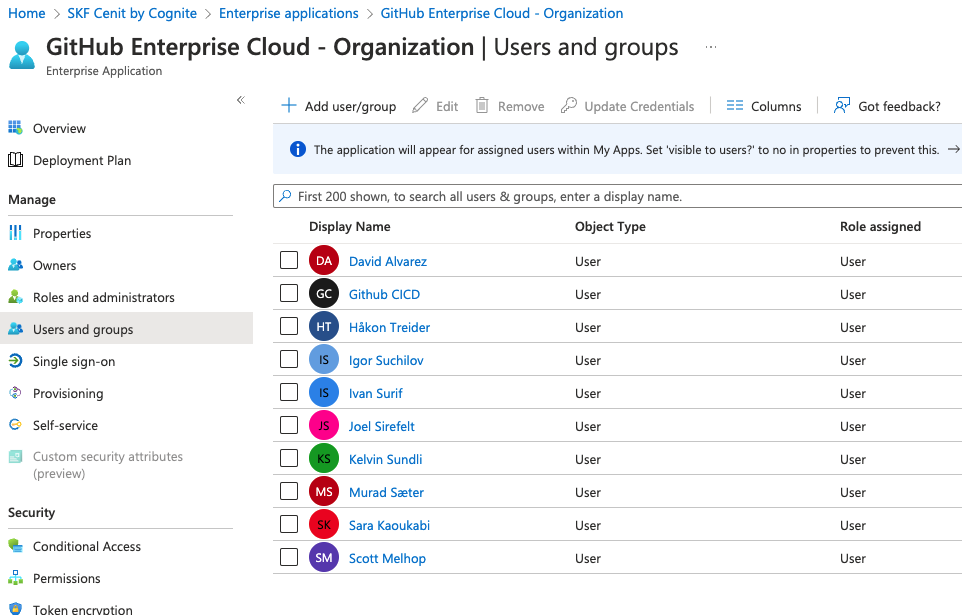 Home > SKF Cenit by Cognite > Enterprise applications > GitHub Enterprise Cloud - Organization
GitHub Enterprise Cloud - Organization | Users and groups ...
Enterprise Application
«
Overview
Deployment Plan
Manage
Properties
Owners
Roles and administrators
Users and groups
Single sign-on
Provisioning
Self-service
Custom security attributes
(preview)
Security
Conditional Access
Permissions
Token encryption
Add user/group Edit Remove Update Credentials Columns Got feedback?
The application will appear for assigned users within My Apps. Set 'visible to users?' to no in properties to prevent this. →
First 200 shown, to search all users & groups, enter a display name.
Display Name Object Type Role assigned
DA David Alvarez User User
GC Github CICD User User
HT Håkon Treider User User
IS Igor Suchilov User User
IS Ivan Surif User User
JS Joel Sirefelt User User
KS Kelvin Sundli User User
MS Murad Sæter User User
SK Sara Kaoukabi User User
SM Scott Melhop User User